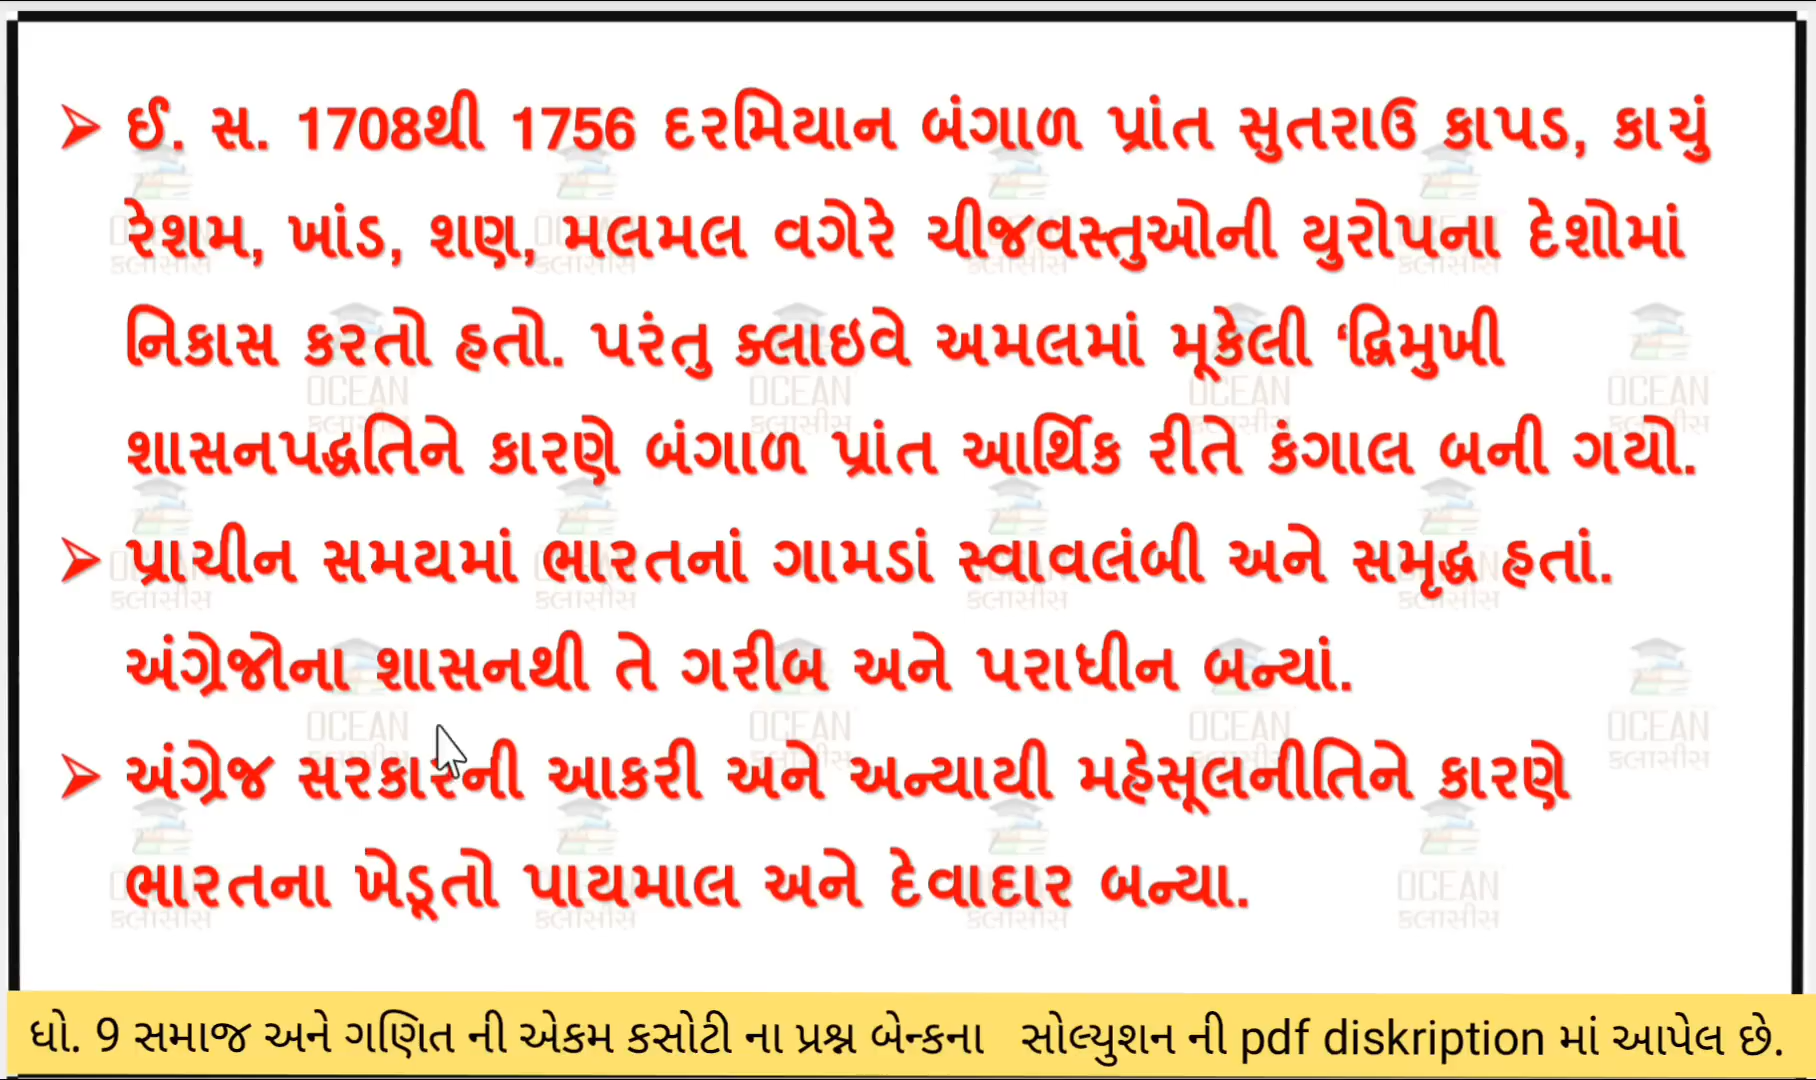 ➢ ઈ. સ. 1708થી 1756 દરમિયાન બંગાળ પ્રાંત સુતરાઉ કાપડ, કાચું
રેશમ, ખાંડ, શણ, મલમલ વગેરે ચીજવસ્તુઓની યુરોપના દેશોમાં
નિકાસ કરતો હતો. પરંતુ ક્લાઇવે અમલમાં મૂકેલી ‘દ્વિમુખી
શાસનપદ્ધતિને કારણે બંગાળ પ્રાંત આર્થિક રીતે કંગાલ બની ગયો.
➢ પ્રાચીન સમયમાં ભારતનાં ગામડાં સ્વાવલંબી અને સમૃદ્ધ હતાં.
અંગ્રેજોના શાસનથી તે ગરીબ અને પરાધીન બન્યાં.
➢ અંગ્રેજ સરકારની આકરી અને અન્યાયી મહેસૂલનીતિને કારણે
ભારતના ખેડૂતો પાયમાલ અને દેવાદાર બન્યા.
ધો. 9 સમાજ અને ગણિત ની એકમ કસોટી ના પ્રશ્ન બેન્કના સોલ્યુશન ની pdf diskription માં આપેલ છે.
OCEAN
ક્લાસીસ